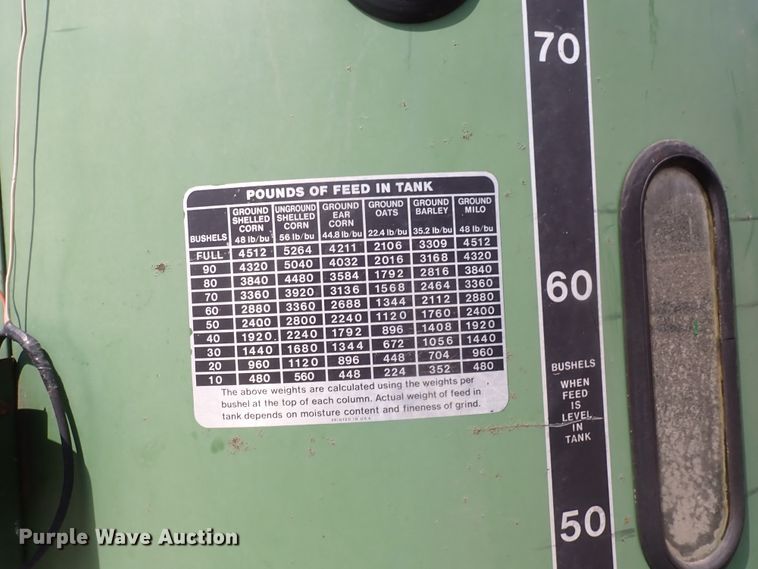 70
POUNDS OF FEED IN TANK
BUSHELS GROUND SHELLED CORN 48 lb/bu UNGROUND SHELLED CORN 56 lb/bu GROUND EAR CORN 44.8 lb/bu GROUND OATS 22.4 lb/bu GROUND BARLEY 35.2 lb/bu GROUND MILO 48 lb/bu
FULL 4512 5264 4211 2106 3309 4512
90 4320 5040 4032 2016 3168 4320
80 3840 4480 3584 1792 2816 3840
70 3360 3920 3136 1568 2464 3360
60 2880 3360 2688 1344 2112 2880
50 2400 2800 2240 1120 1760 2400
40 1920 2240 1792 896 1408 1920
30 1440 1680 1344 672 1056 1440
20 960 1120 896 448 704 960
10 480 560 448 224 352 480
The above weights are calculated using the weights per
bushel at the top of each column. Actual weight of feed in
tank depends on moisture content and fineness of grind.
PRINTED IN U.S.A.
60
BUSHELS
WHEN
FEED
IS
LEVEL
IN
TANK
50
Purple Wave Auction